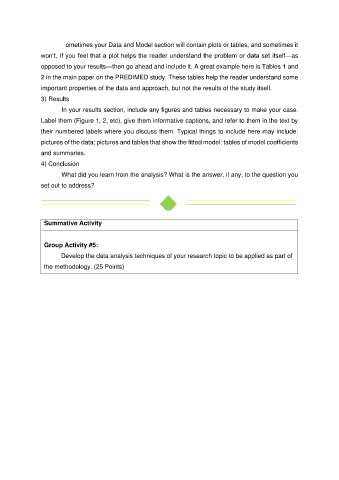 ometimes your Data and Model section will contain plots or tables, and sometimes it
won't. If you feel that a plot helps the reader understand the problem or data set itself—as
opposed to your results—then go ahead and include it. A great example here is Tables 1 and
2 in the main paper on the PREDIMED study. These tables help the reader understand some
important properties of the data and approach, but not the results of the study itself.
3) Results
In your results section, include any figures and tables necessary to make your case.
Label them (Figure 1, 2, etc), give them informative captions, and refer to them in the text by
their numbered labels where you discuss them. Typical things to include here may include:
pictures of the data; pictures and tables that show the fitted model; tables of model coefficients
and summaries.
4) Conclusion
What did you learn from the analysis? What is the answer, if any, to the question you
set out to address?
Summative Activity
Group Activity #5:
Develop the data analysis techniques of your research topic to be applied as part of
the methodology. (25 Points)